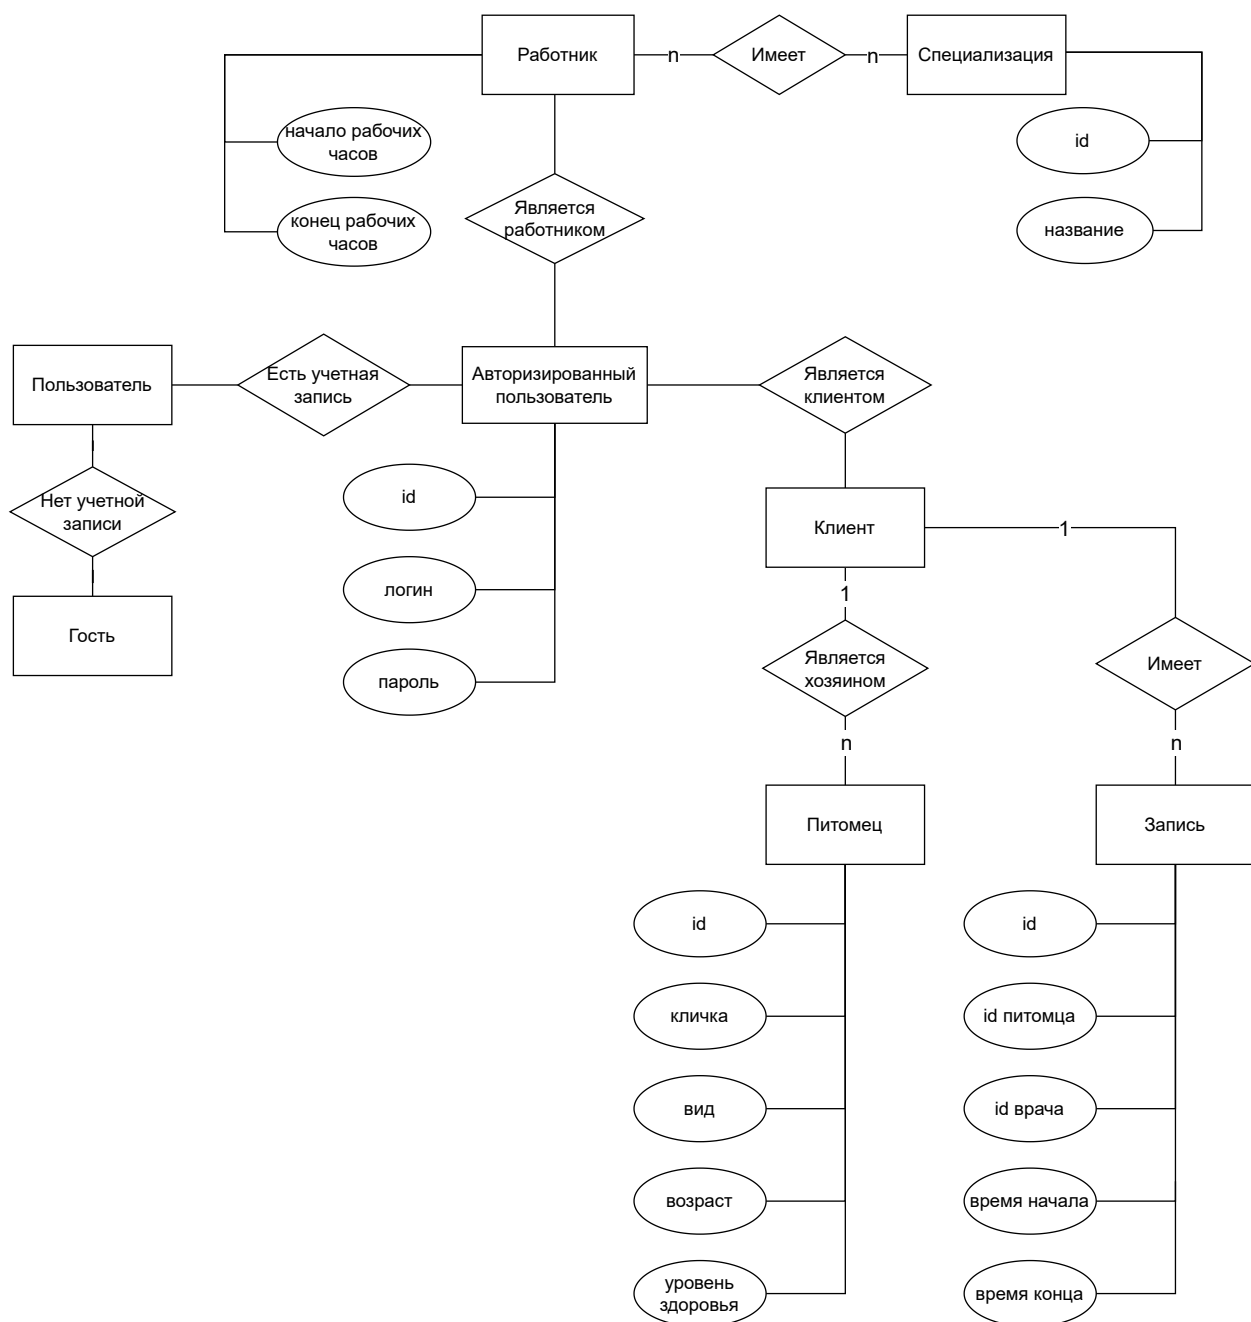 Работник
n
Имеет
n
Специализация
начало рабочих
часов
id
конец рабочих
часов
Является
работником
название
Пользователь
Есть учетная
запись
Авторизированный
пользователь
Является
клиентом
Нет учетной
записи
id
Клиент
1
1
логин
Гость
Является
хозяином
Имеет
пароль
n
n
Питомец
Запись
id
id
кличка
id питомца
вид
id врача
возраст
время начала
уровень
здоровья
время конца